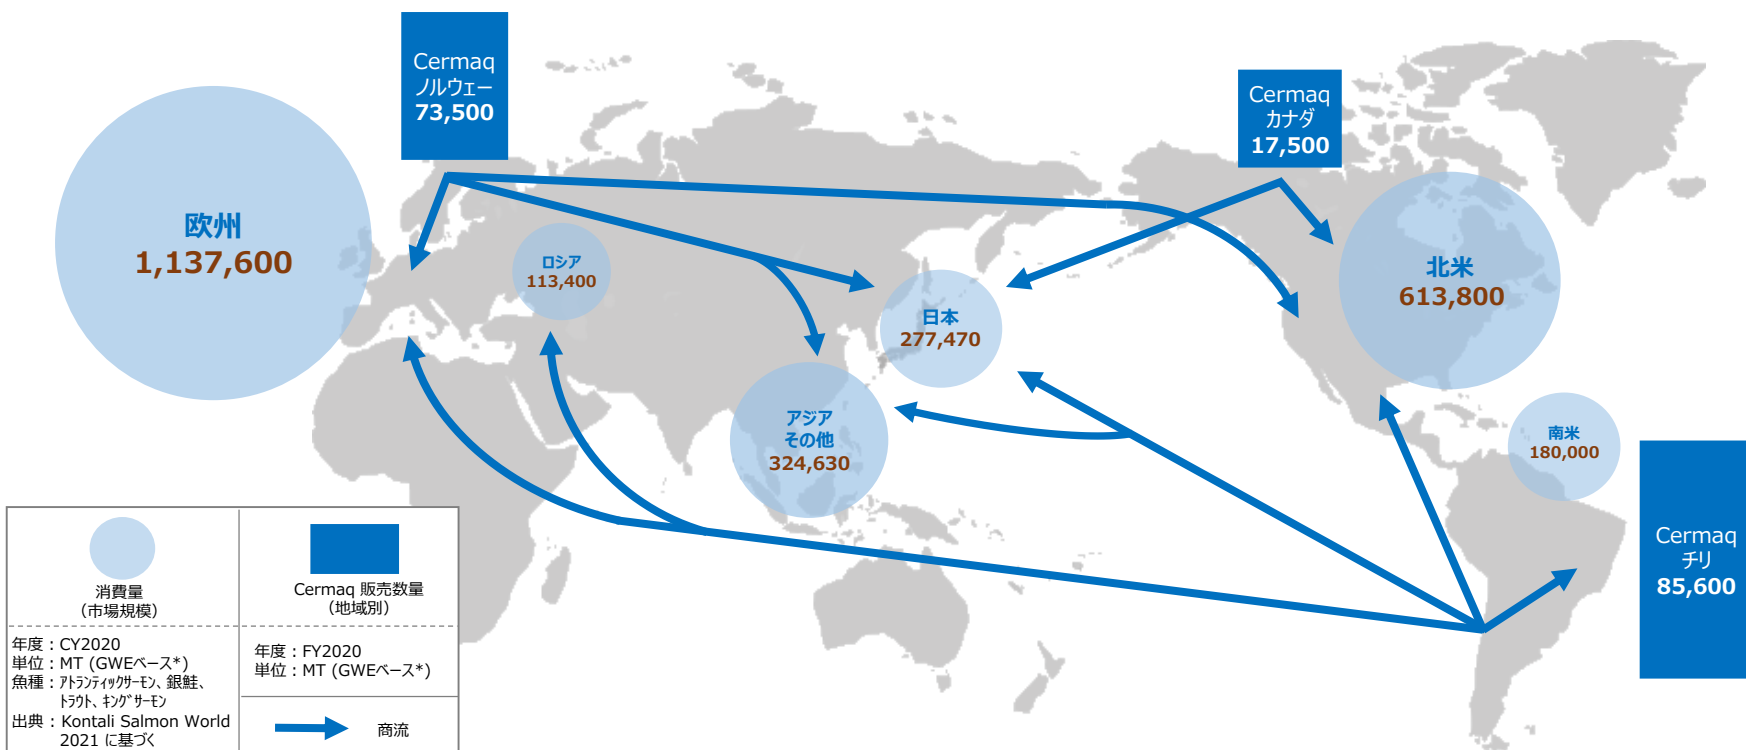 Cermaq
ノルウェー
73,500
Cermaq
カナダ
17,500
欧州
1,137,600
ロシア
113,400
日本
277,470
北米
613,800
アジア
その他
324,630
南米
180,000
Cermaq
チリ
85,600
消費量
(市場規模)
Cermaq 販売数量
(地域別)
年度：CY2020
単位：MT (GWEベース*)
魚種：ｱﾄﾗﾝﾃｨｯｸｻｰﾓﾝ、銀鮭、
ﾄﾗｳﾄ、ｷﾝｸﾞｻｰﾓﾝ
出典：Kontali Salmon World
2021 に基づく
年度：FY2020
単位：MT (GWEベース*)
商流